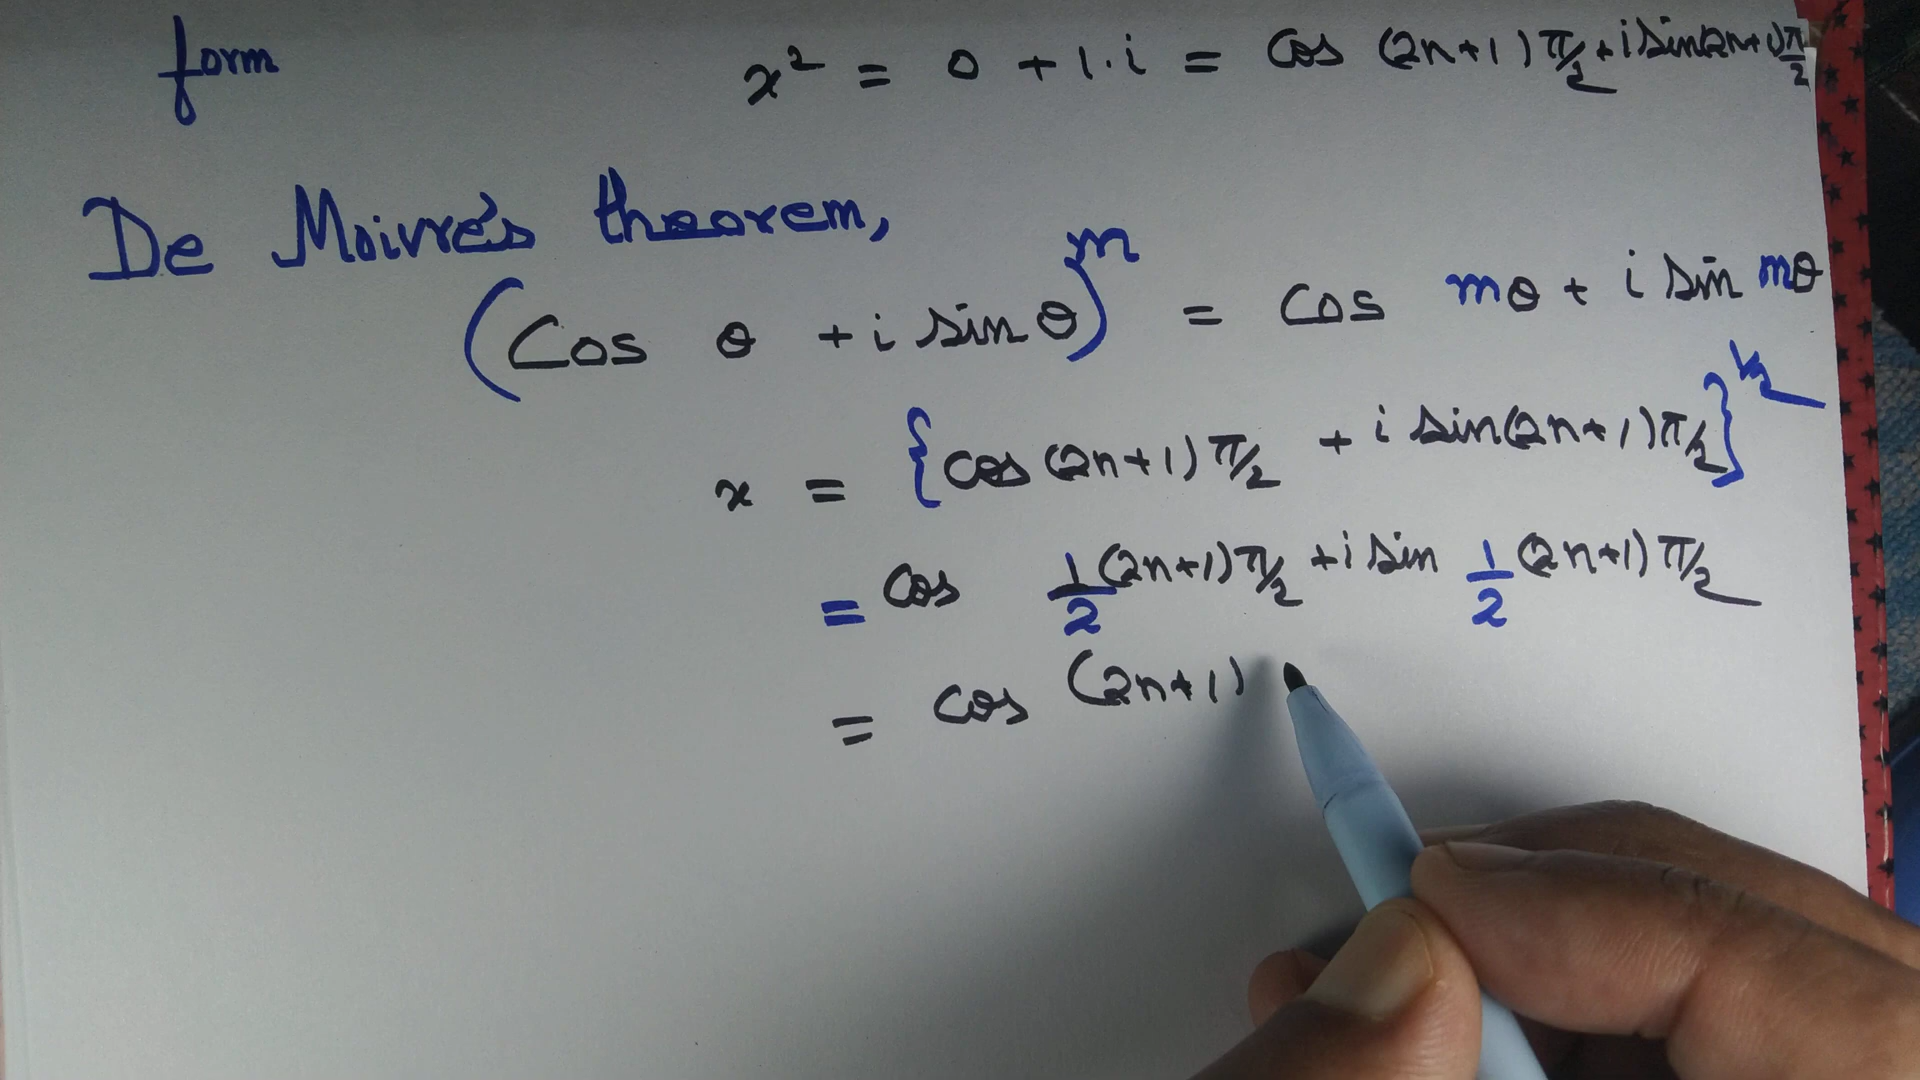 form
x² = 0 + 1.i = cos (2n+1) π/2 + i sin(2n+1)π/2
De Moivre's theorem,
(Cos θ + i sin θ)ᵐ = cos mθ + i sin mθ
x = {cos (2n+1) π/2 + i sin(2n+1)π/2}^1/2
= cos 1/2 (2n+1) π/2 + i sin 1/2 (2n+1) π/2
= cos (2n+1)